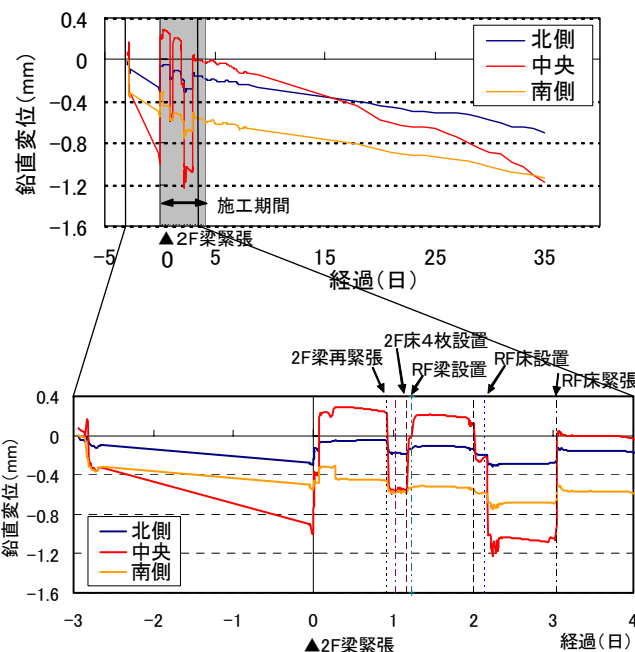 0.4
0
-0.4
-0.8
-1.2
-1.6
鉛直変位(mm)
北側
中央
南側
施工期間
▲2F梁緊張
-5
0
5
15
25
35
経過(日)
2F床4枚設置
2F梁再緊張
RF梁設置
RF床設置
RF床緊張
0.4
0
-0.4
-0.8
-1.2
-1.6
鉛直変位(mm)
北側
中央
南側
-3
-2
-1
0
1
2
3
4
▲2F梁緊張
経過(日)